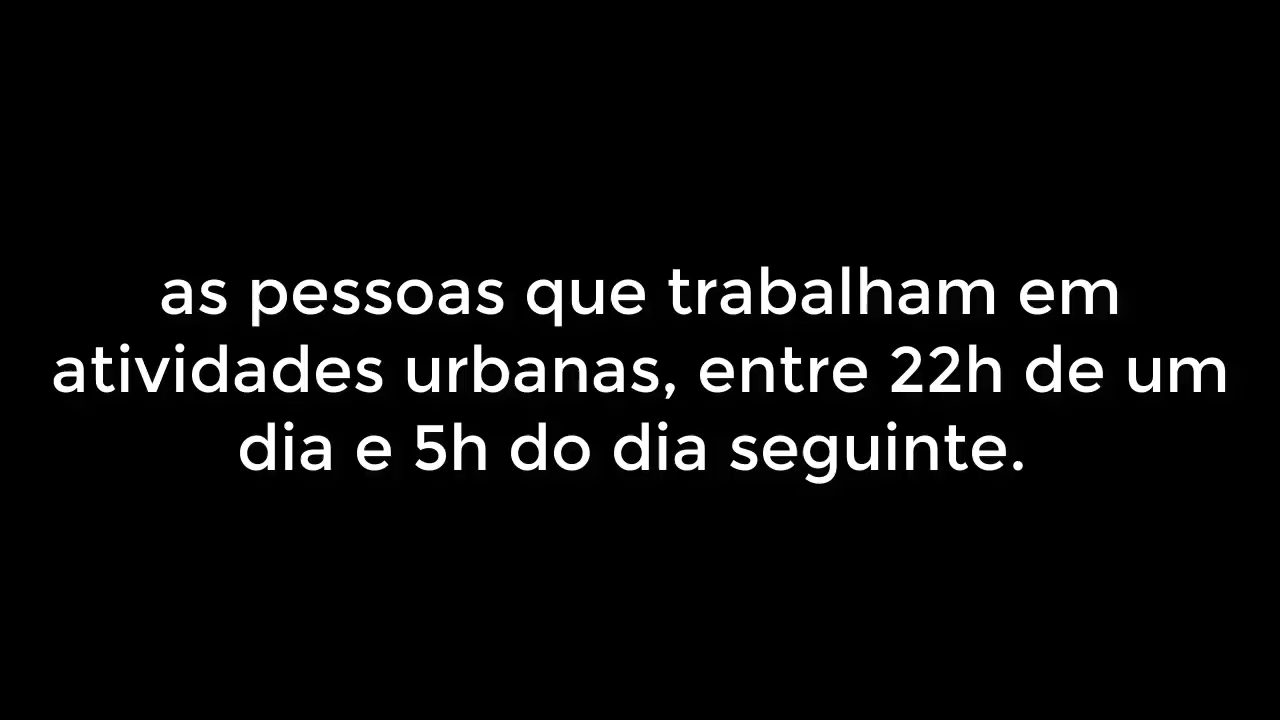 as pessoas que trabalham em
atividades urbanas, entre 22h de um
dia e 5h do dia seguinte.